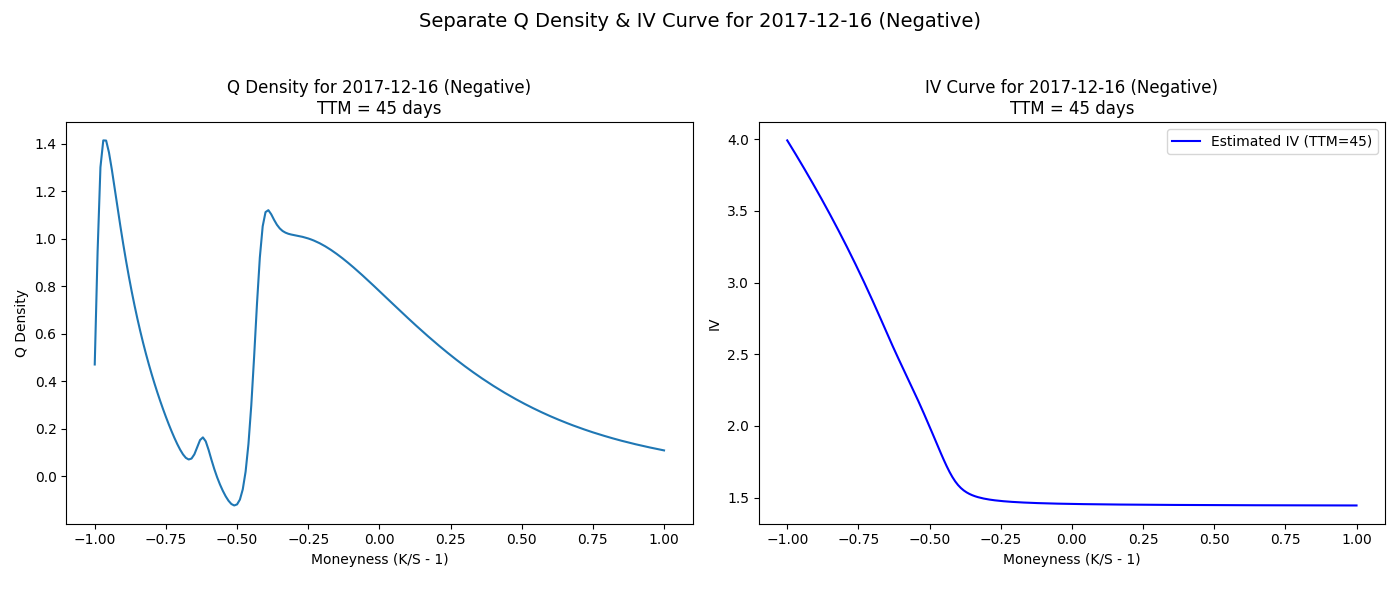 Separate Q Density & IV Curve for 2017-12-16 (Negative)
Q Density for 2017-12-16 (Negative)
TTM = 45 days
1.4
1.2
1.0
0.8
0.6
0.4
0.2
0.0
Q Density
−1.00 −0.75 −0.50 −0.25 0.00 0.25 0.50 0.75 1.00
Moneyness (K/S - 1)
IV Curve for 2017-12-16 (Negative)
TTM = 45 days
Estimated IV (TTM=45)
4.0
3.5
3.0
2.5
2.0
1.5
IV
−1.00 −0.75 −0.50 −0.25 0.00 0.25 0.50 0.75 1.00
Moneyness (K/S - 1)